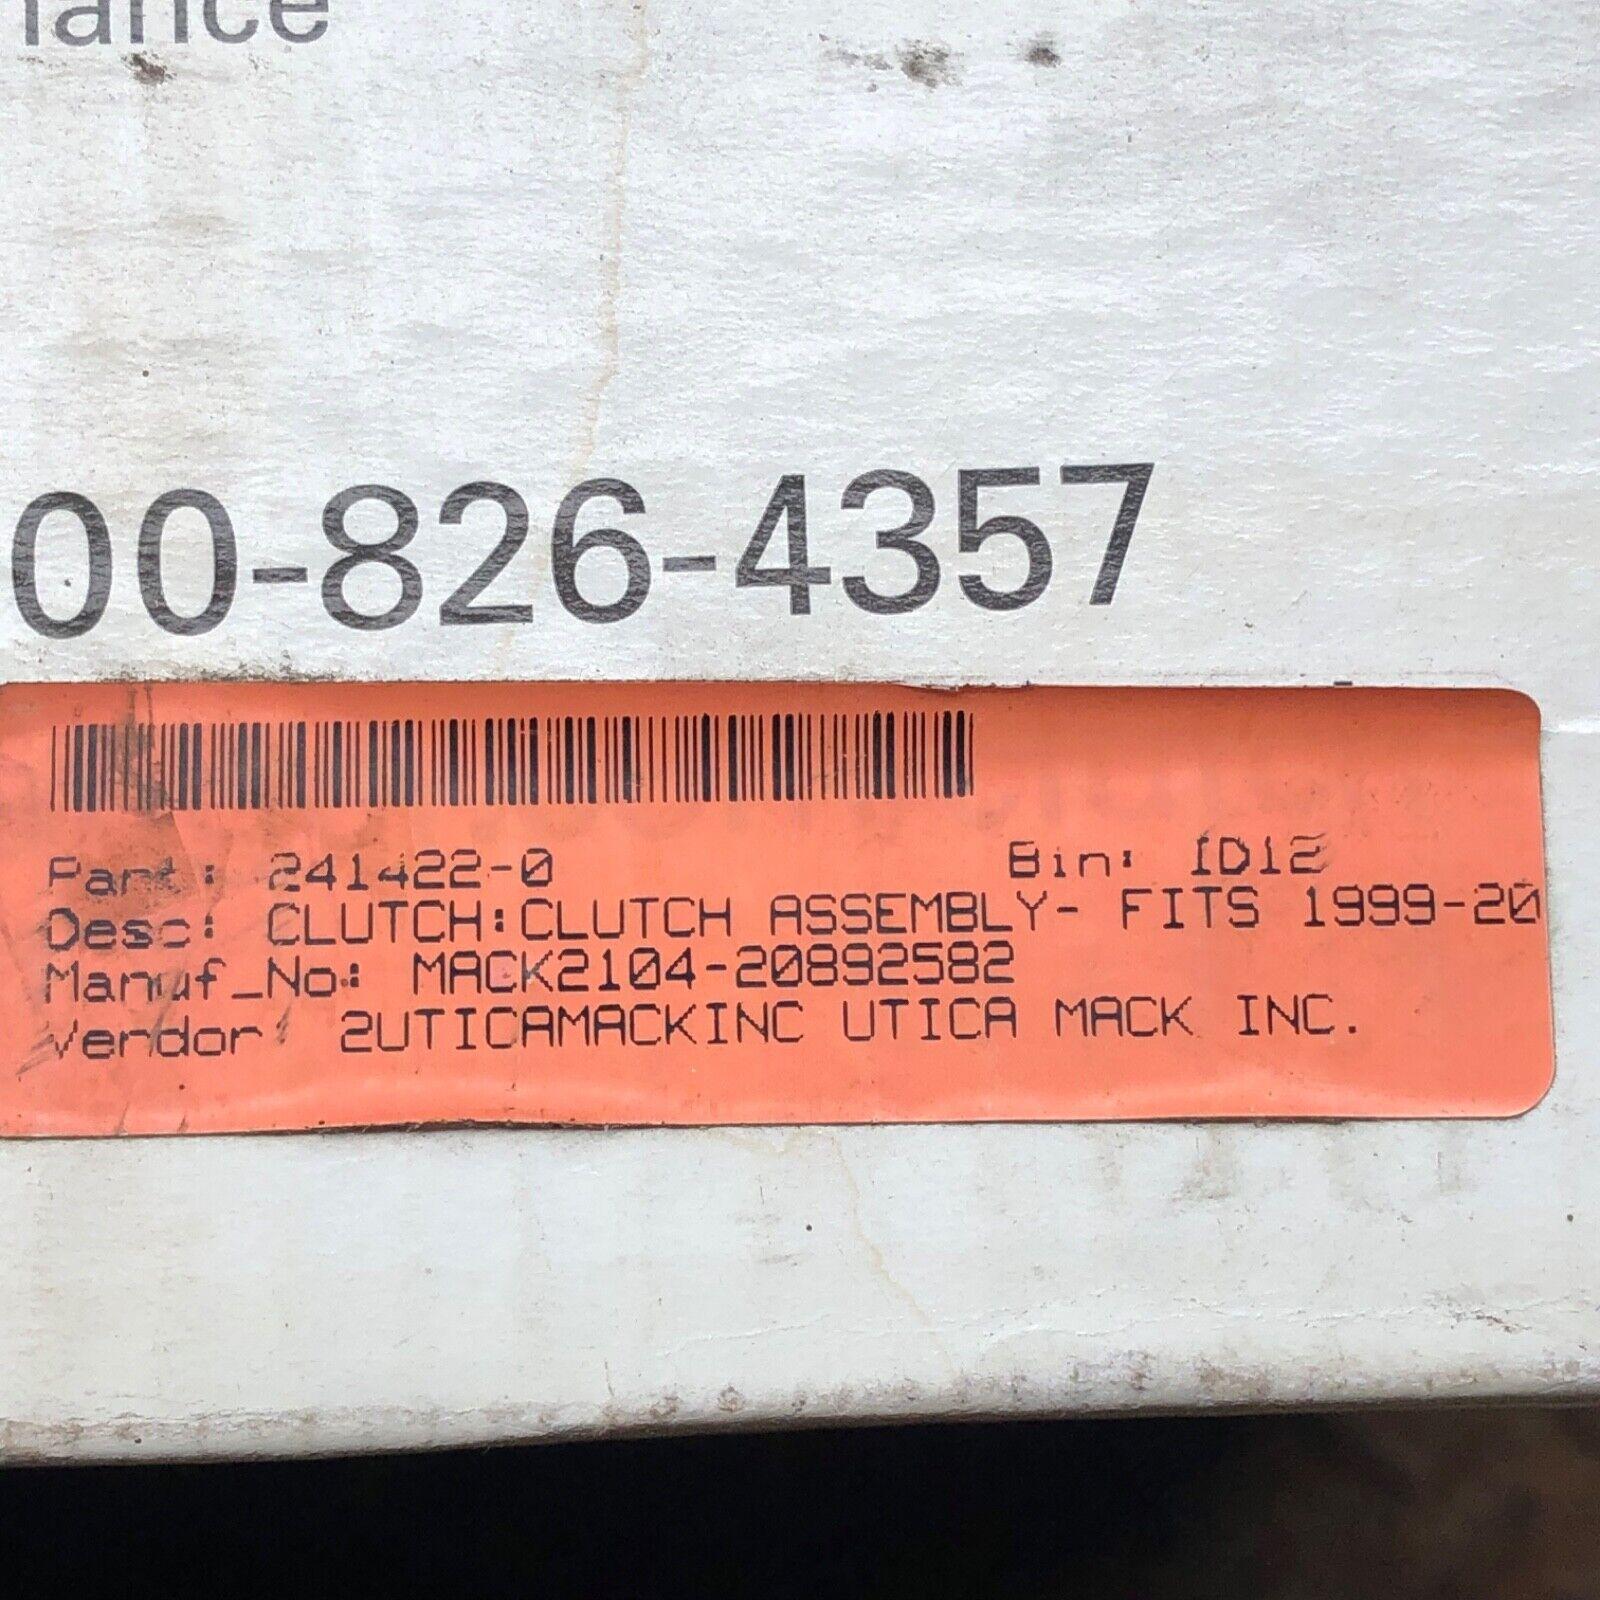 00-826-4357
Part: 241422-0 Bin: 1D12
Desc: CLUTCH:CLUTCH ASSEMBLY- FITS 1999-20
Manuf_No: MACK2104-20892582
Vendor: 2UTICAMACKINC UTICA MACK INC.